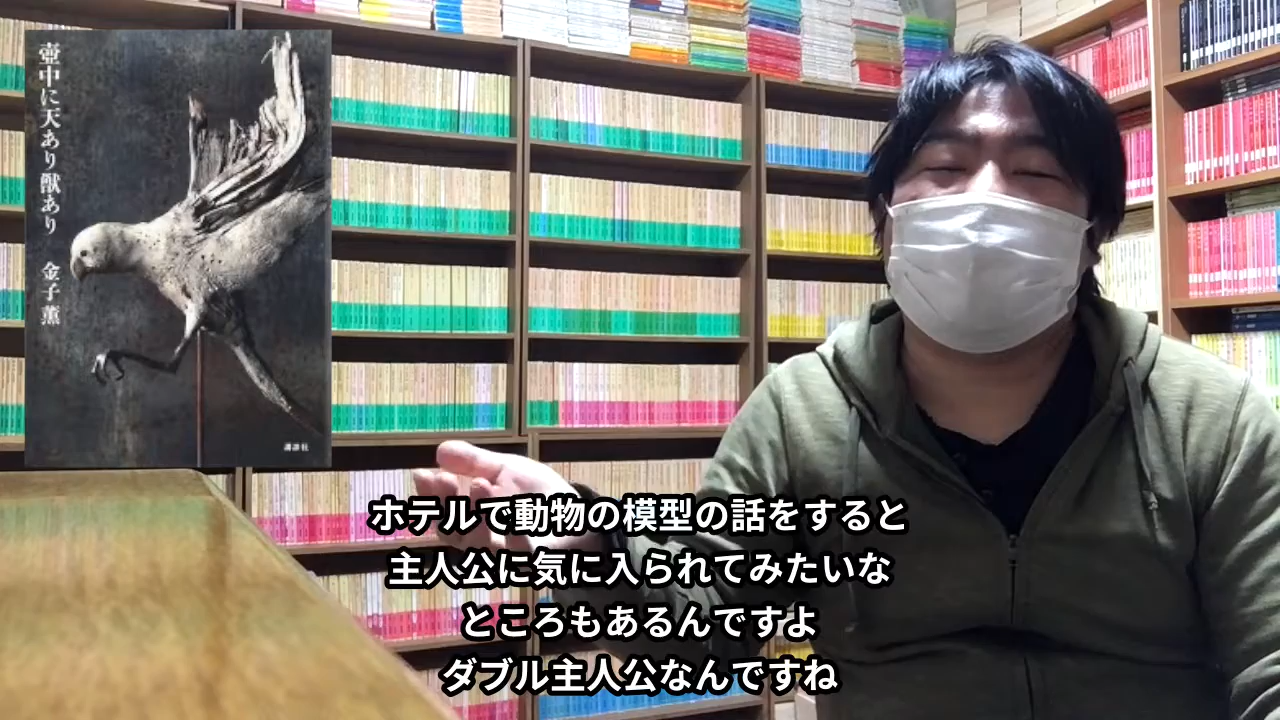 壺中に天あり獣あり
金子薫
講談社
ホテルで動物の模型の話をすると
主人公に気に入られてみたいな
ところもあるんですよ
ダブル主人公なんですね